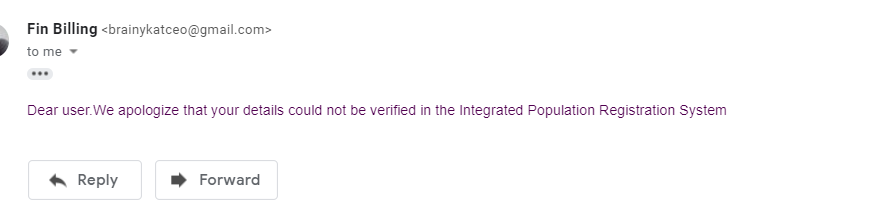 Fin Billing <brainykatceo@gmail.com>
to me
Dear user.We apologize that your details could not be verified in the Integrated Population Registration System
Reply
Forward